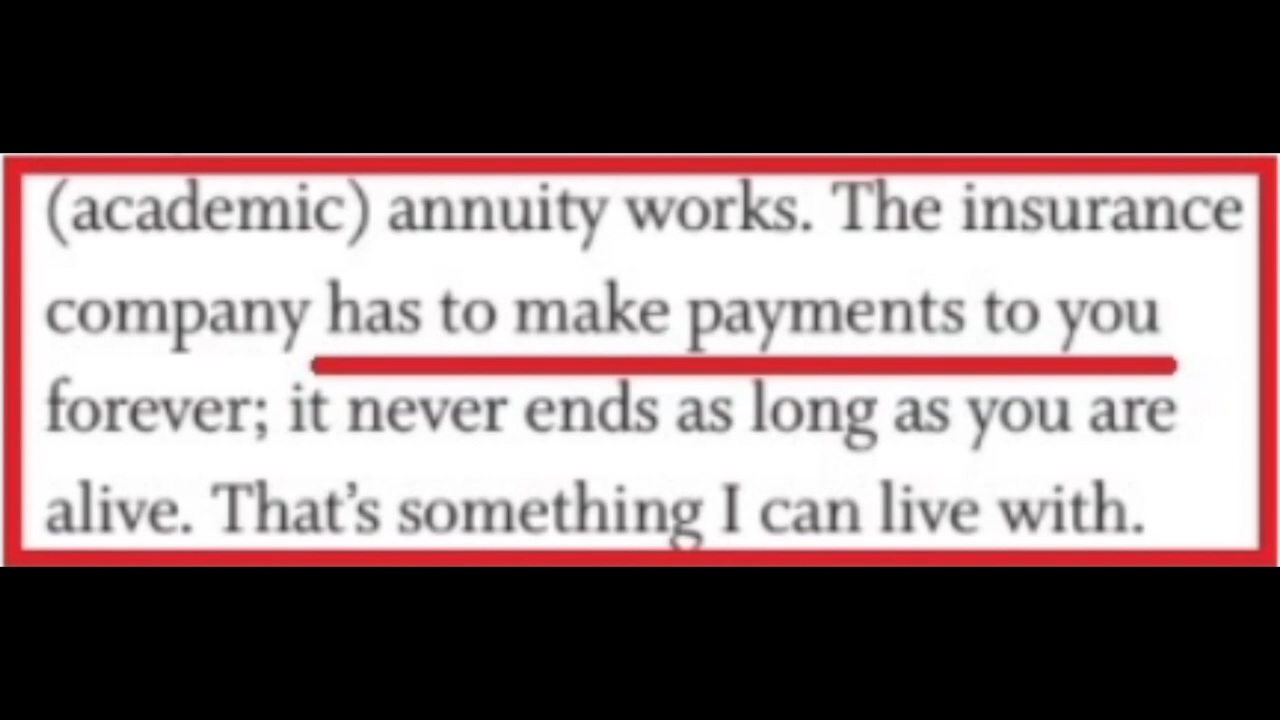 (academic) annuity works. The insurance
company has to make payments to you
forever; it never ends as long as you are
alive. That’s something I can live with.